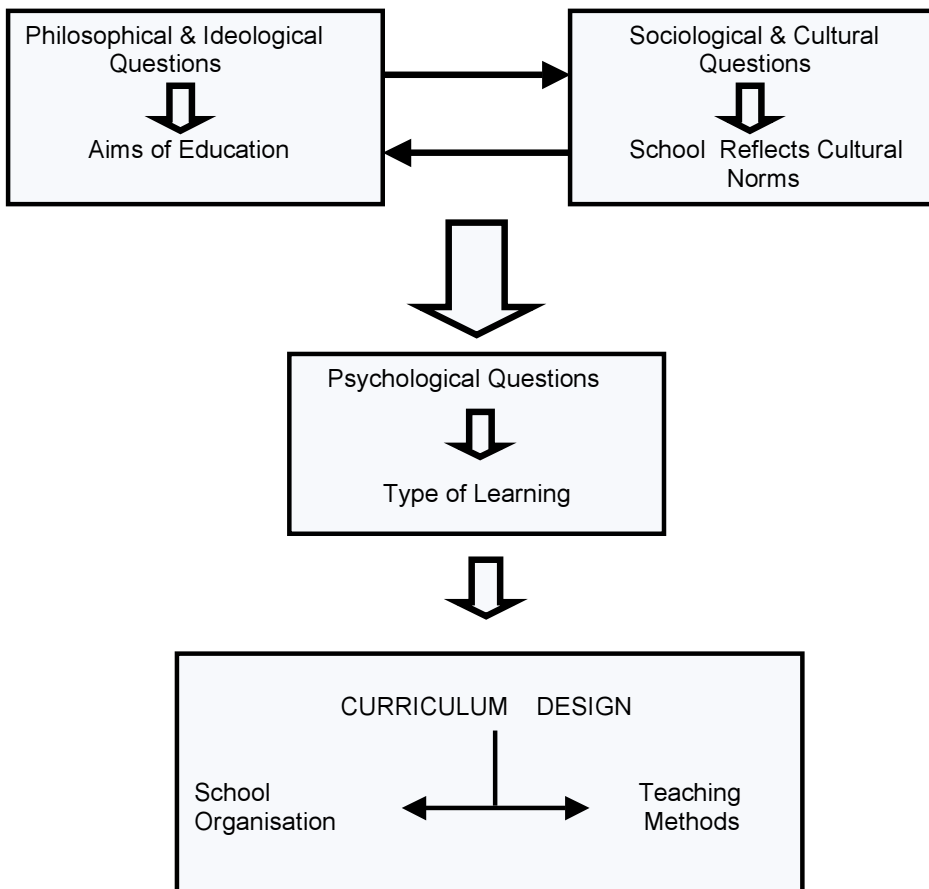 Philosophical & Ideological
Questions
Aims of Education
Sociological & Cultural
Questions
School Reflects Cultural
Norms
Psychological Questions
Type of Learning
CURRICULUM DESIGN
School
Organisation
Teaching
Methods